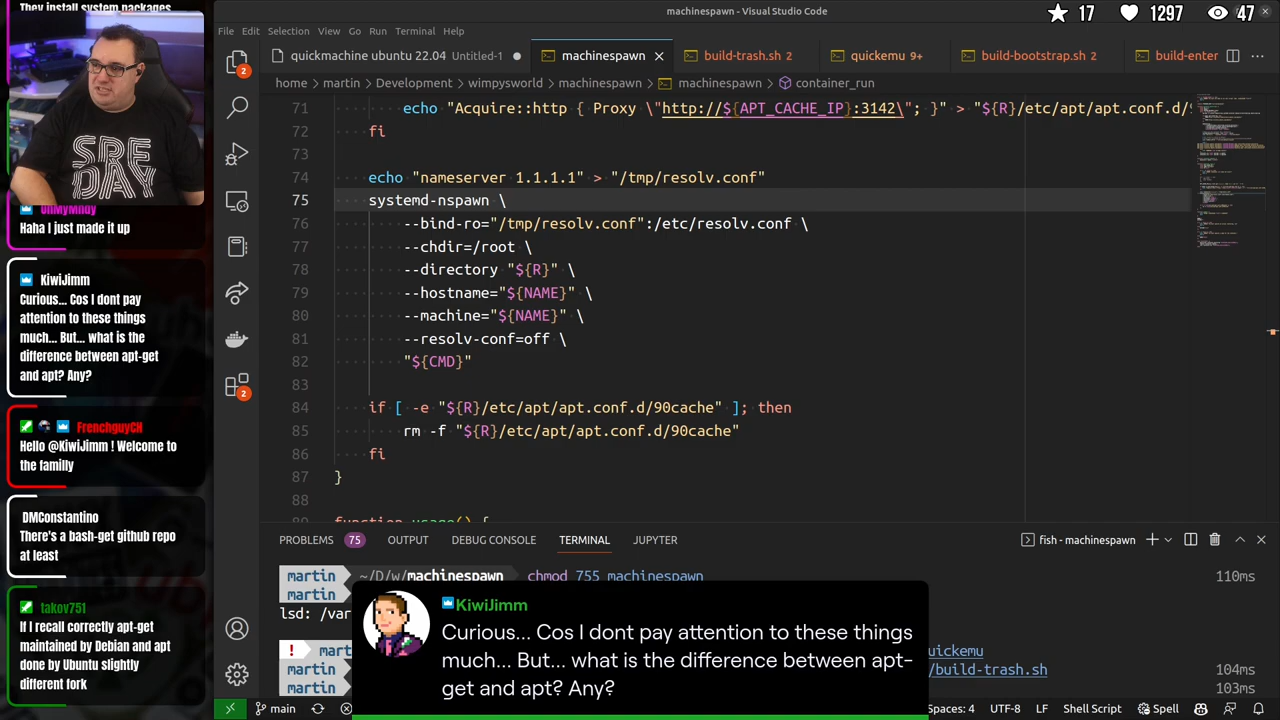 They install system packages
SRE
DAY
OhMyMndy
Haha I just made it up
KiwiJimm
Curious... Cos I dont pay
attention to these things
much... But... what is the
difference between apt-get
and apt? Any?
FrenchguyCH
Hello @KiwiJimm ! Welcome to
the familly
DMConstantino
There's a bash-get github repo
at least
takov751
If I recall correctly apt-get
maintained by Debian and apt
done by Ubuntu slightly
different fork
machinespawn - Visual Studio Code
17 1297 47
File Edit Selection View Go Run Terminal Help
quickmachine ubuntu 22.04 Untitled-1 machinespawn build-trash.sh 2 quickemu 9+ build-bootstrap.sh 2 build-enter
home > martin > Development > wimpysworld > machinespawn > machinespawn > container_run
71 echo "Acquire::http { Proxy \"http://${APT_CACHE_IP}:3142\"; }" > "${R}/etc/apt/apt.conf.d/9
72 fi
73
74 echo "nameserver 1.1.1.1" > "/tmp/resolv.conf"
75 systemd-nspawn \
76 --bind-ro="/tmp/resolv.conf":/etc/resolv.conf \
77 --chdir=/root \
78 --directory "${R}" \
79 --hostname="${NAME}" \
80 --machine="${NAME}" \
81 --resolv-conf=off \
82 "${CMD}"
83
84 if [ -e "${R}/etc/apt/apt.conf.d/90cache" ]; then
85 rm -f "${R}/etc/apt/apt.conf.d/90cache"
86 fi
87 }
88
89 function usage() {
PROBLEMS 75 OUTPUT DEBUG CONSOLE TERMINAL JUPYTER fish - machinespawn
martin ~/D/w/machinespawn chmod 755 machinespawn 110ms
martin
lsd: /var
! mart uickemu
martin /build-trash.sh 104ms
martin 103ms
KiwiJimm
Curious... Cos I dont pay attention to these things
much... But... what is the difference between apt-
get and apt? Any?
main Spaces: 4 UTF-8 LF Shell Script Spell
2
2